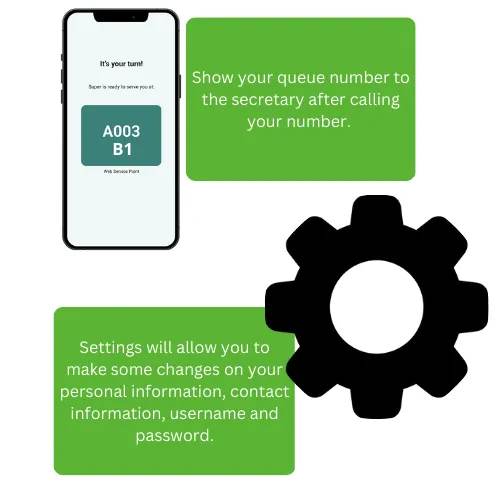 It's your turn!
Super is ready to serve you at:
A003
B1
Web Service Point
Show your queue number to
the secretary after calling
your number.
Settings will allow you to
make some changes on your
personal information, contact
information, username and
password.